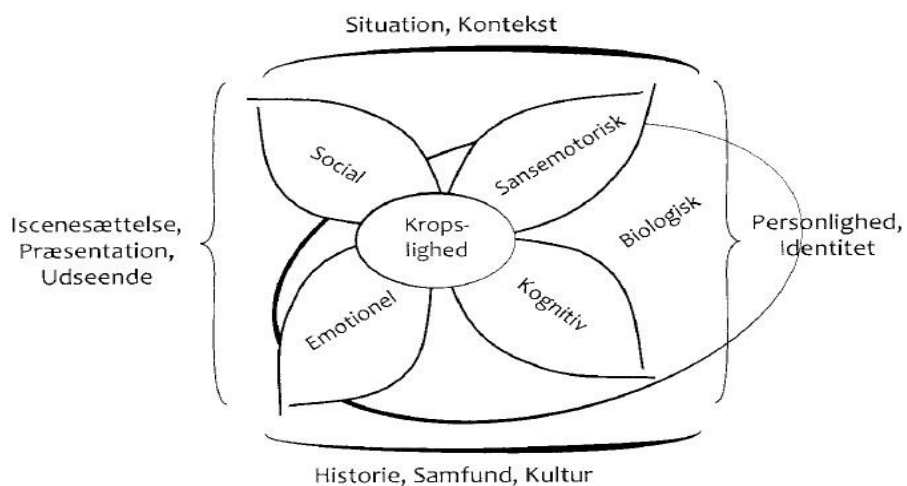 Situation, Kontekst
Social
Sansemotorisk
Iscenesættelse,
Præsentation,
Udseende
Krops-
lighed
Biologisk
Personlighed,
Identitet
Emotionel
Kognitiv
Historie, Samfund, Kultur